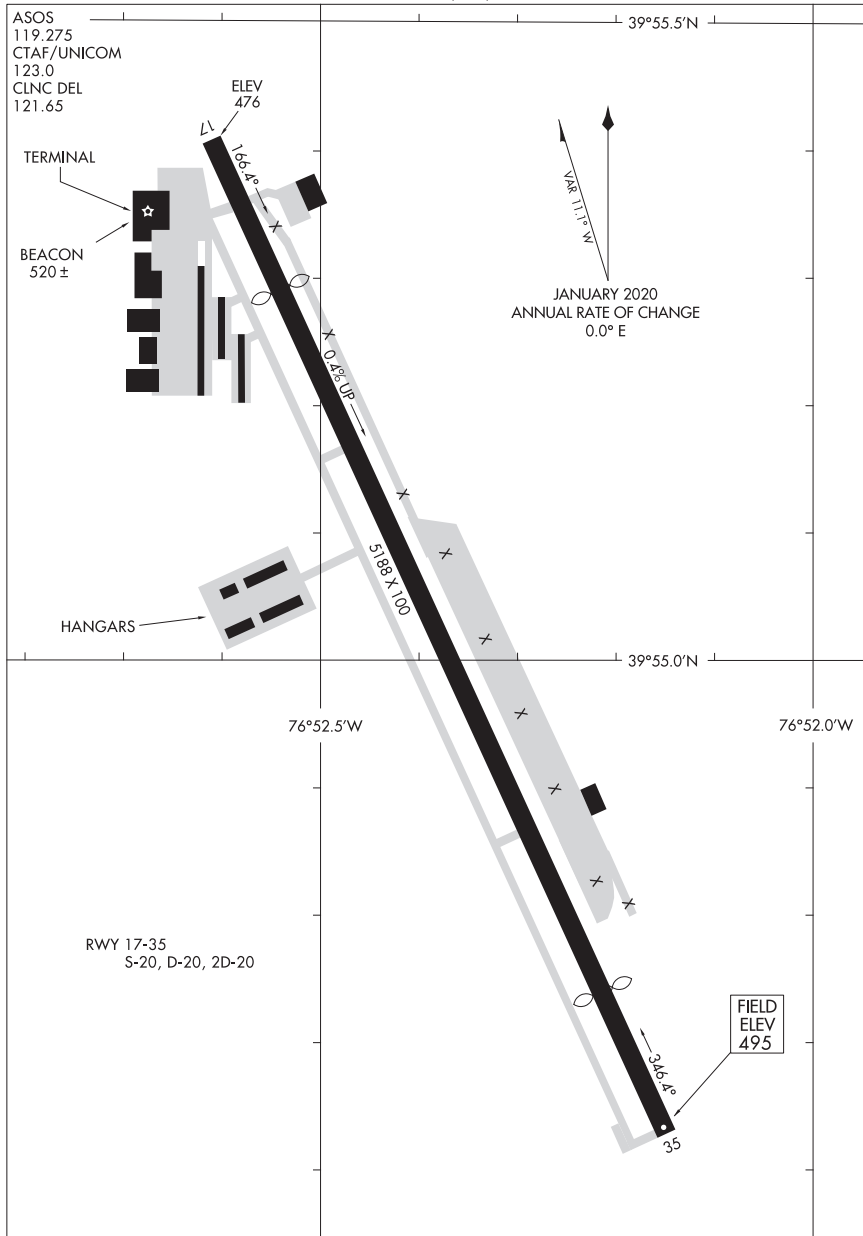 ASOS
119.275
CTAF/UNICOM
123.0
CLNC DEL
121.65
39°55.5'N
ELEV
476
17
166.4°
TERMINAL
BEACON
520 ±
VAR 11.1° W
JANUARY 2020
ANNUAL RATE OF CHANGE
0.0° E
X
X
0.4% UP
X
X
5188 X 100
HANGARS
X
39°55.0'N
76°52.5'W
76°52.0'W
X
X
X
X
RWY 17-35
S-20, D-20, 2D-20
FIELD
ELEV
495
346.4°
35